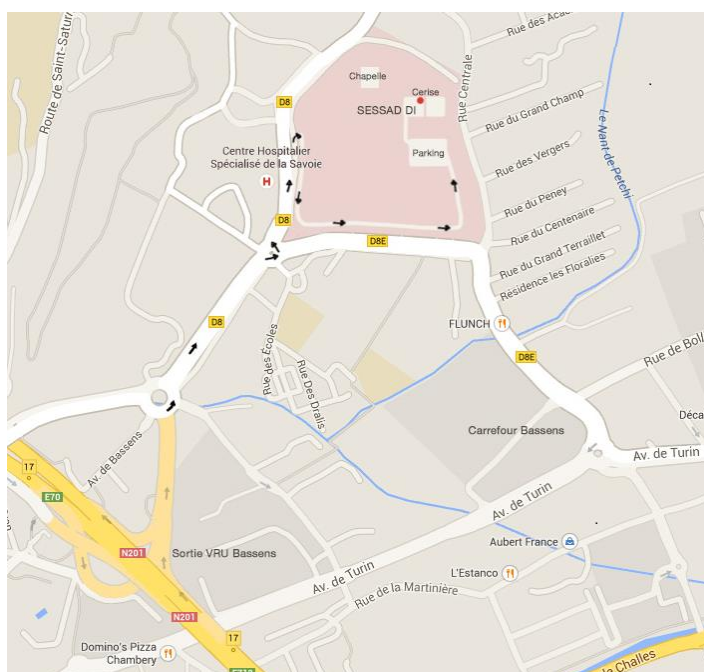 Rue des Acac
Route de Saint-Saturn
Chapelle
Cerise
SESSAD DI
D8
Rue Centrale
Rue du Grand Champ
Le Nant de Petchi
Centre Hospitalier
Spécialisé de la Savoie
H
Parking
Rue des Vergers
Rue du Peney
D8
Rue du Centenaire
D8E
Rue du Grand Terraillet
Résidence les Floralies
D8
FLUNCH
D8E
Rue des Écoles
Rue Des Dralis
Rue de Boll
Déca
Carrefour Bassens
Av. de Turin
Av. de Bassens
17
E70
Av. de Turin
N201
Sortie VRU Bassens
Aubert France
Av. de Turin
L'Estanco
Rue de la Martinière
N201
17
Domino's Pizza
Chambery
E712
de Challes